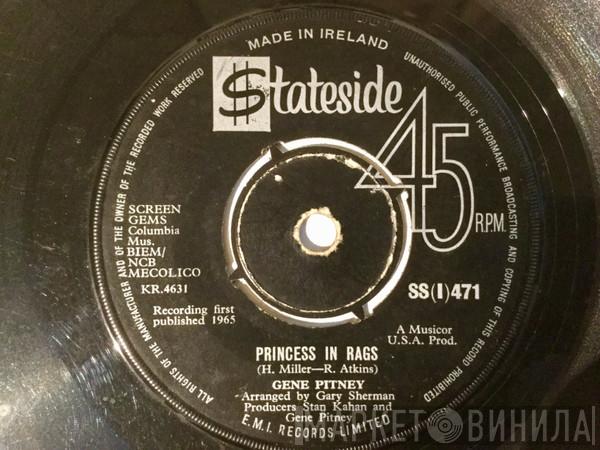 MADE IN IRELAND
UNAUTHORISED PUBLIC PERFORMANCE BROADCASTING AND COPYING OF THIS RECORD PROHIBITED
ALL RIGHTS OF THE MANUFACTURER AND OF THE OWNER OF THE RECORDED WORK RESERVED
$tateside
45
R.P.M.
SCREEN
GEMS
Columbia
Mus.
BIEM/
NCB
MECOLICO
KR.4631
SS(I)471
Recording first
published 1965
A Musicor
U.S.A. Prod.
PRINCESS IN RAGS
(H. Miller—R. Atkins)
GENE PITNEY
Arranged by Gary Sherman
Producers Stan Kahan and
Gene Pitney
E.M.I. RECORDS LIMITED
МАРКЕТ ВИНИЛА